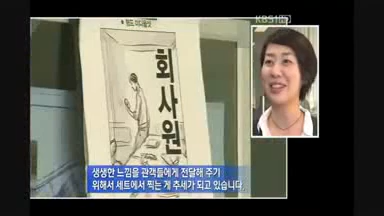 KBS1
회사원
생생한 느낌을 관객들에게 전달해 주기
위해서 세트에서 찍는 게 추세가 되고 있습니다.